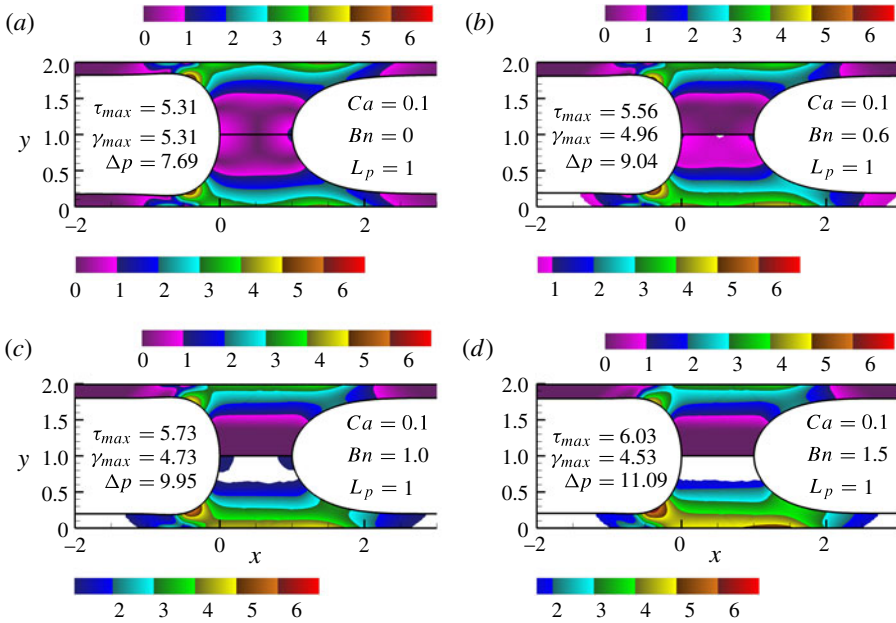 (a)
0 1 2 3 4 5 6
2.0
1.5
1.0
0.5
0
y
τmax = 5.31
γmax = 5.31
Δp = 7.69
Ca = 0.1
Bn = 0
Lp = 1
−2 0 2
0 1 2 3 4 5 6
(b)
0 1 2 3 4 5 6
2.0
1.5
1.0
0.5
0
τmax = 5.56
γmax = 4.96
Δp = 9.04
Ca = 0.1
Bn = 0.6
Lp = 1
−2 0 2
1 2 3 4 5 6
(c)
0 1 2 3 4 5 6
2.0
1.5
1.0
0.5
0
y
τmax = 5.73
γmax = 4.73
Δp = 9.95
Ca = 0.1
Bn = 1.0
Lp = 1
−2 0 2
x
2 3 4 5 6
(d)
0 1 2 3 4 5 6
2.0
1.5
1.0
0.5
0
τmax = 6.03
γmax = 4.53
Δp = 11.09
Ca = 0.1
Bn = 1.5
Lp = 1
−2 0 2
x
2 3 4 5 6